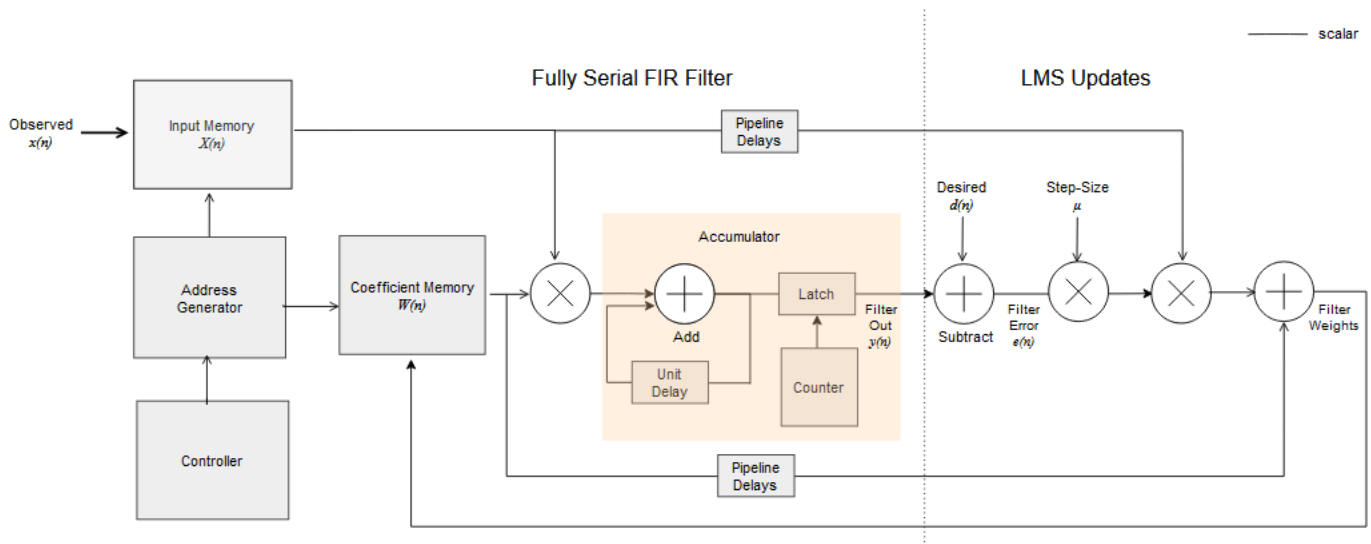 scalar
Fully Serial FIR Filter
LMS Updates
Observed
x(n)
Input Memory
X(n)
Pipeline
Delays
Desired
d(n)
Step-Size
μ
Accumulator
Address
Generator
Coefficient Memory
W(n)
Add
Latch
Filter
Out
y(n)
Subtract
Filter
Error
e(n)
Filter
Weights
Unit
Delay
Counter
Controller
Pipeline
Delays